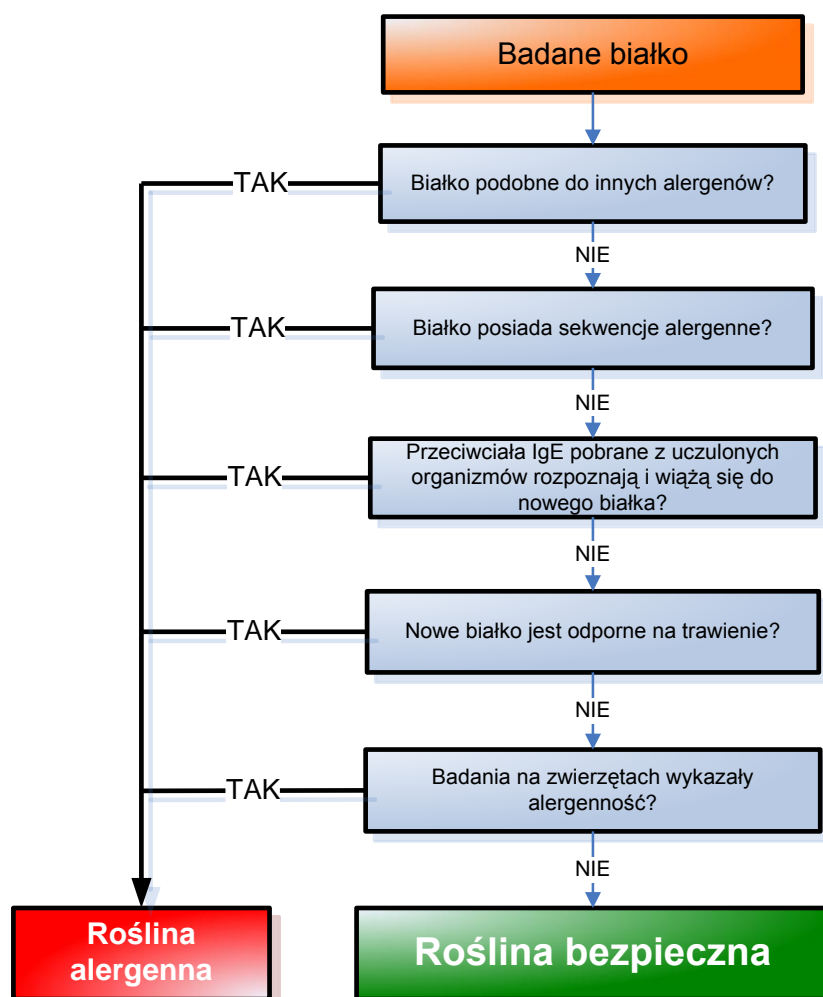 Badane białko
TAK
Białko podobne do innych alergenów?
NIE
TAK
Białko posiada sekwencje alergenne?
NIE
TAK
Przeciwciała IgE pobrane z uczulonych
organizmów rozpoznają i wiążą się do
nowego białka?
NIE
TAK
Nowe białko jest odporne na trawienie?
NIE
TAK
Badania na zwierzętach wykazały
alergenność?
NIE
Roślina
alergenna
Roślina bezpieczna